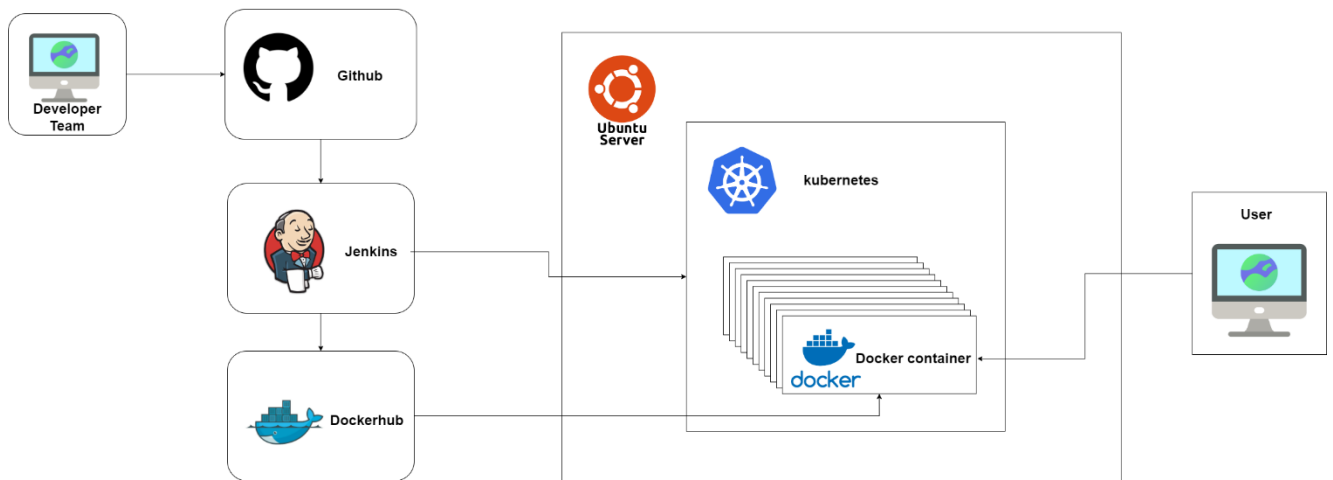 Developer
Team
Github
Ubuntu
Server
kubernetes
User
Jenkins
Docker container
docker
Dockerhub